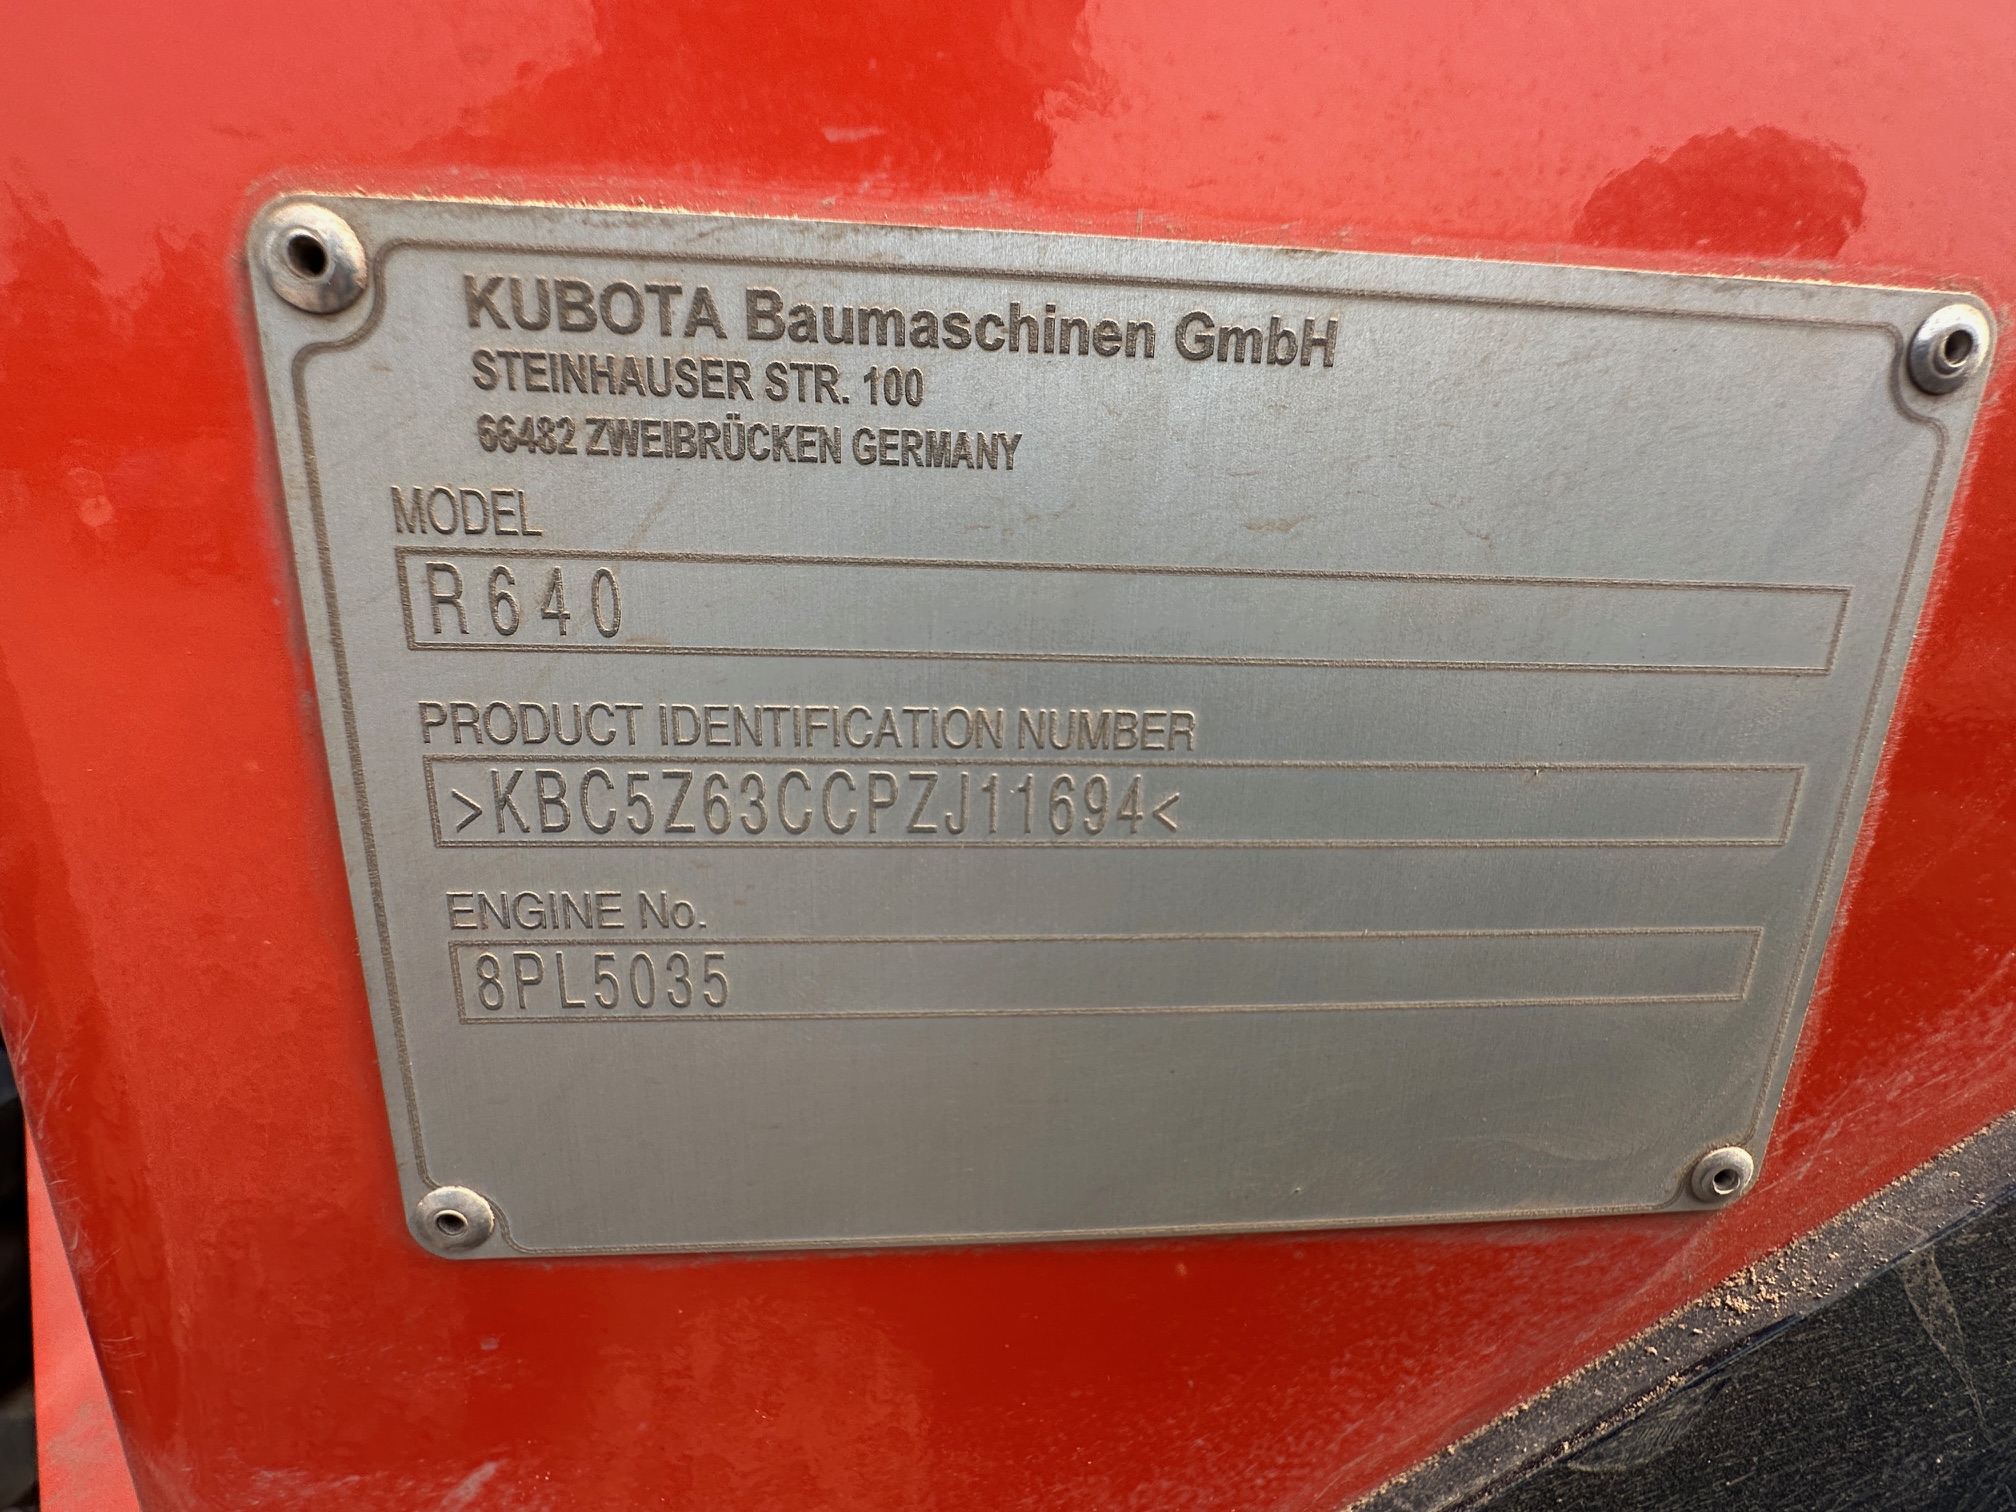 KUBOTA Baumaschinen GmbH
STEINHAUSER STR. 100
66482 ZWEIBRÜCKEN GERMANY
MODEL
R640
PRODUCT IDENTIFICATION NUMBER
>KBC5Z63CCPZJ11694<
ENGINE No.
8PL5035